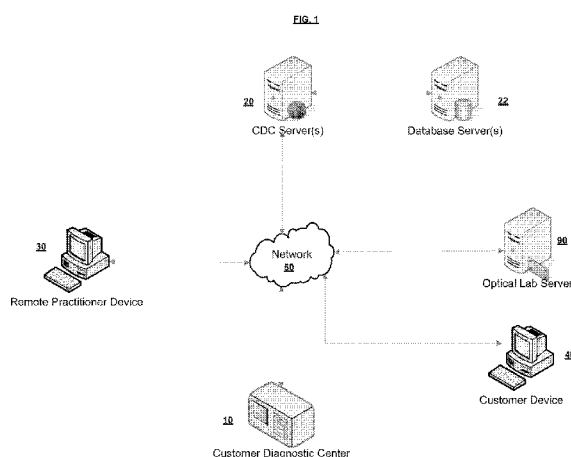 FIG. 1
20
CDC Server(s)
22
Database Server(s)
30
Remote Practitioner Device
Network
50
90
Optical Lab Server
Customer Device
10
Customer Diagnostic Center